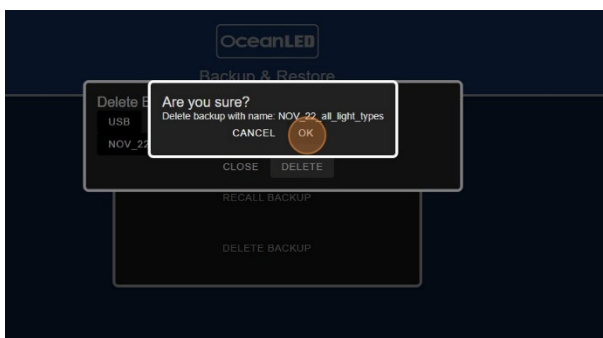 OceanLED
Backup & Restore
Delete B
Are you sure?
USB
Delete backup with name: NOV_22_all_light_types
CANCEL OK
NOV_22
CLOSE DELETE
RECALL BACKUP
DELETE BACKUP